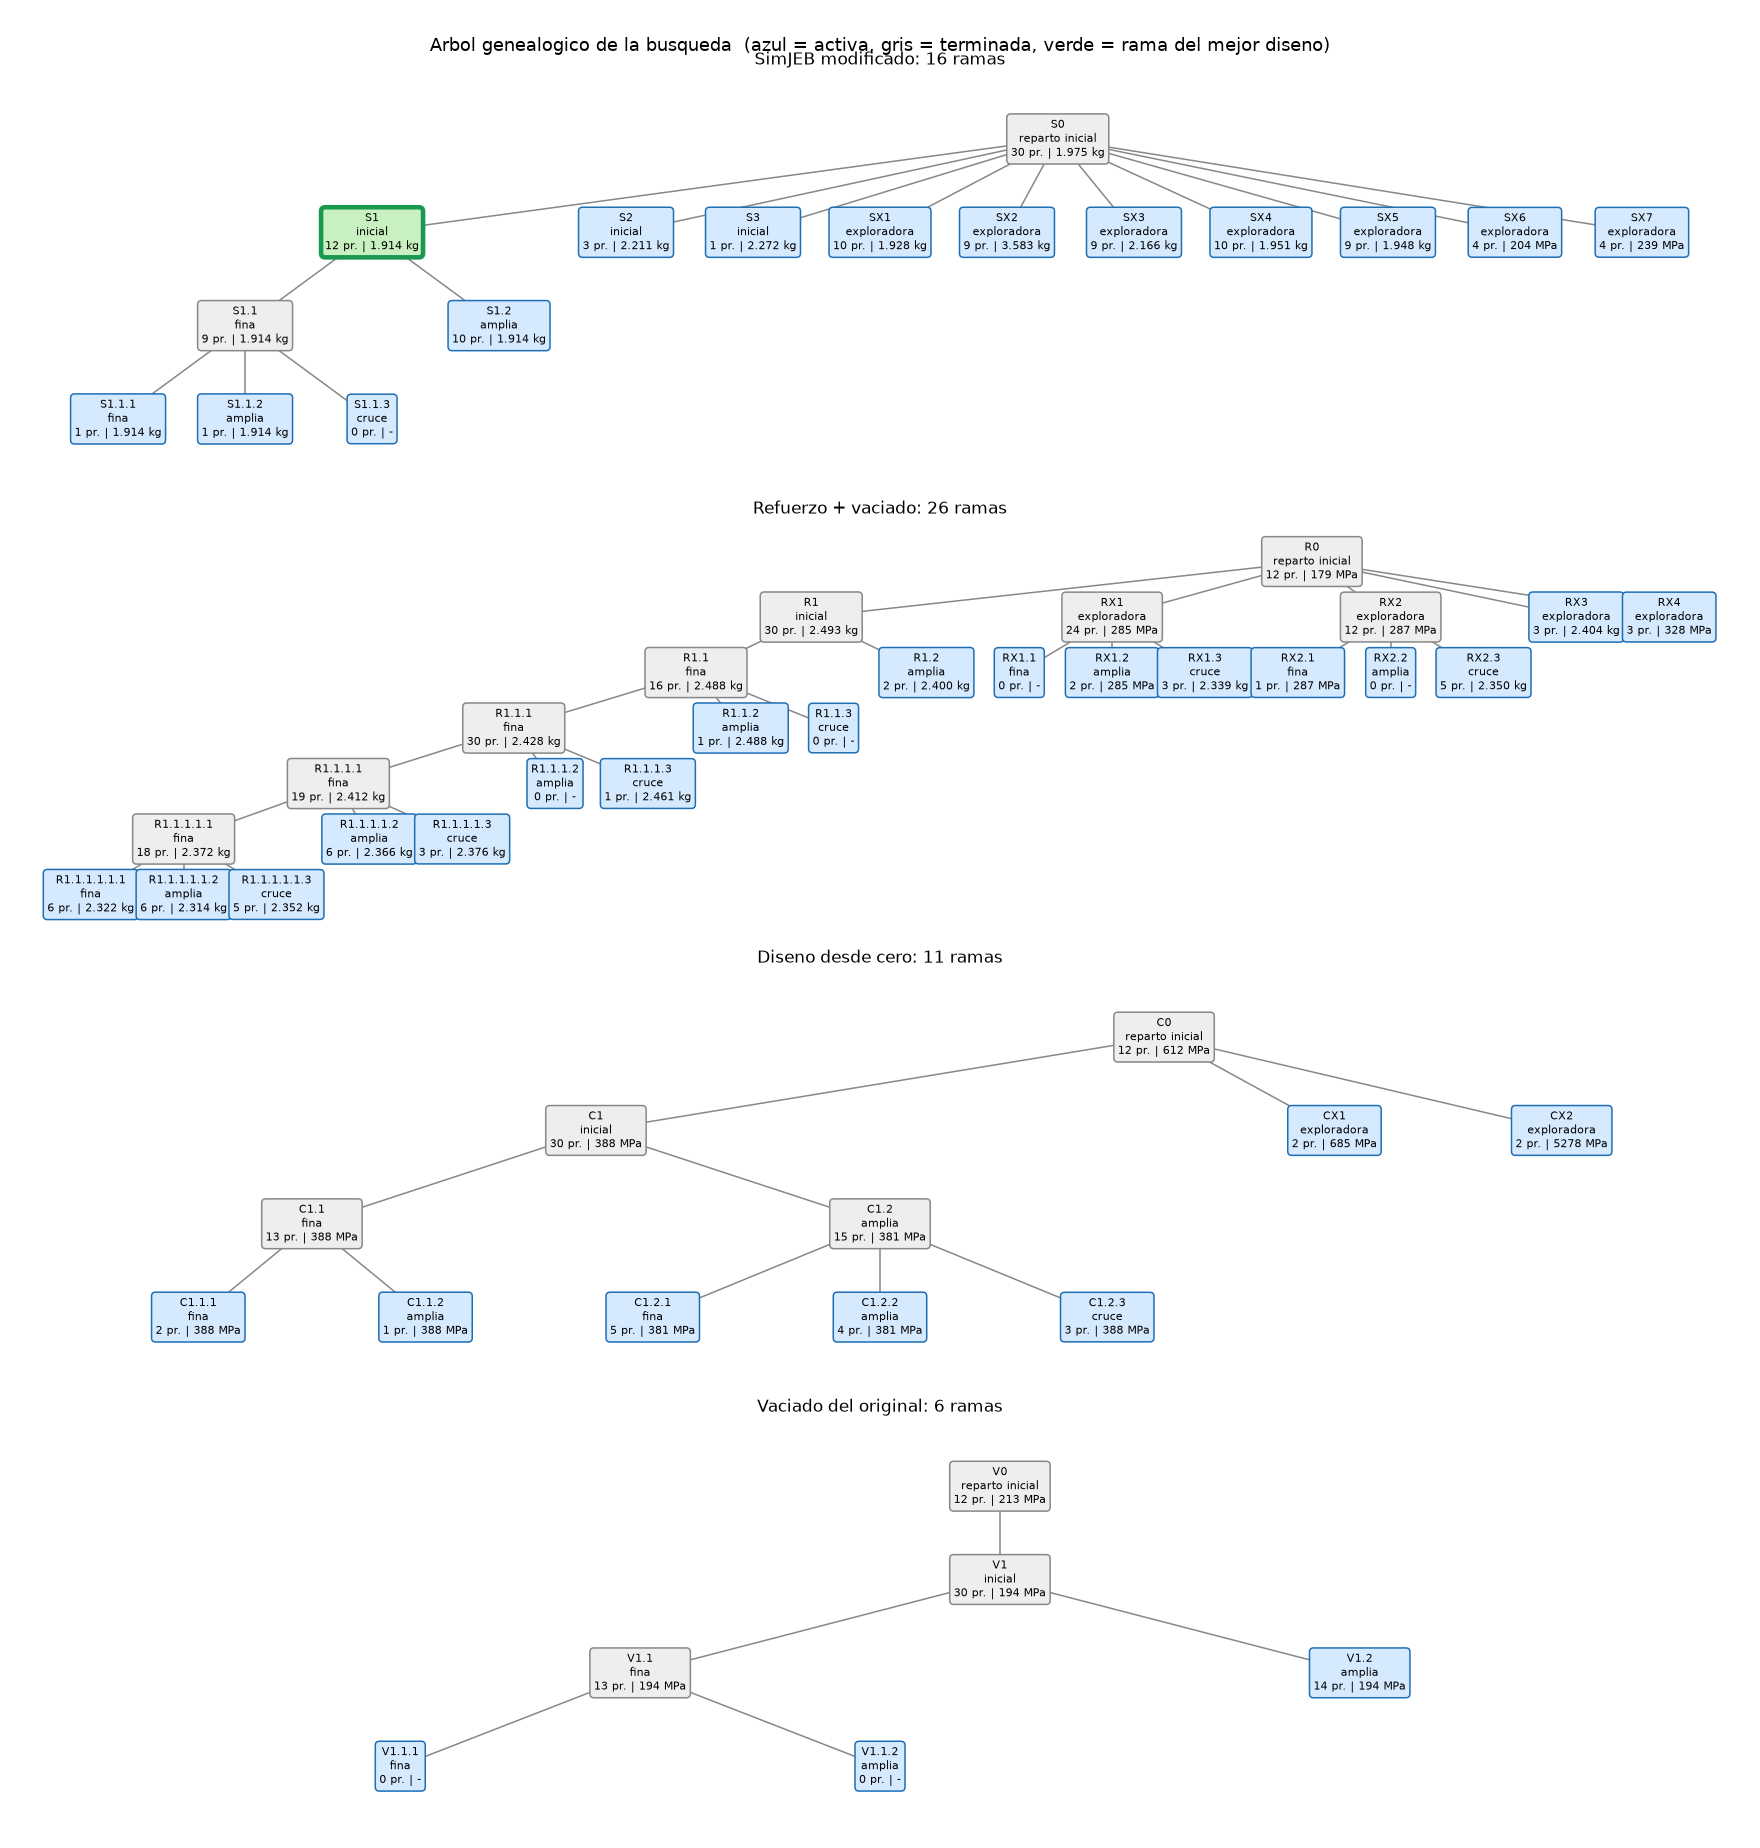 Arbol genealogico de la busqueda  (azul = activa, gris = terminada, verde = rama del mejor diseno)
SimJEB modificado: 16 ramas
S0
reparto inicial
30 pr. | 1.975 kg
S1
inicial
12 pr. | 1.914 kg
S2
inicial
3 pr. | 2.211 kg
S3
inicial
1 pr. | 2.272 kg
SX1
exploradora
10 pr. | 1.928 kg
SX2
exploradora
9 pr. | 3.583 kg
SX3
exploradora
9 pr. | 2.166 kg
SX4
exploradora
10 pr. | 1.951 kg
SX5
exploradora
9 pr. | 1.948 kg
SX6
exploradora
4 pr. | 204 MPa
SX7
exploradora
4 pr. | 239 MPa
S1.1
fina
9 pr. | 1.914 kg
S1.2
amplia
10 pr. | 1.914 kg
S1.1.1
fina
1 pr. | 1.914 kg
S1.1.2
amplia
1 pr. | 1.914 kg
S1.1.3
cruce
0 pr. | -
Refuerzo + vaciado: 26 ramas
R0
reparto inicial
12 pr. | 179 MPa
R1
inicial
30 pr. | 2.493 kg
RX1
exploradora
24 pr. | 285 MPa
RX2
exploradora
12 pr. | 287 MPa
RX3
exploradora
3 pr. | 2.404 kg
RX4
exploradora
3 pr. | 328 MPa
R1.1
fina
16 pr. | 2.488 kg
R1.2
amplia
2 pr. | 2.400 kg
RX1.1
fina
0 pr. | -
RX1.2
amplia
2 pr. | 285 MPa
RX1.3
cruce
3 pr. | 2.339 kg
RX2.1
fina
1 pr. | 287 MPa
RX2.2
amplia
0 pr. | -
RX2.3
cruce
5 pr. | 2.350 kg
R1.1.1
fina
30 pr. | 2.428 kg
R1.1.2
amplia
1 pr. | 2.488 kg
R1.1.3
cruce
0 pr. | -
R1.1.1.1
fina
19 pr. | 2.412 kg
R1.1.1.2
amplia
0 pr. | -
R1.1.1.3
cruce
1 pr. | 2.461 kg
R1.1.1.1.1
fina
18 pr. | 2.372 kg
R1.1.1.1.2
amplia
6 pr. | 2.366 kg
R1.1.1.1.3
cruce
3 pr. | 2.376 kg
R1.1.1.1.1.1
fina
6 pr. | 2.322 kg
R1.1.1.1.1.2
amplia
6 pr. | 2.314 kg
R1.1.1.1.1.3
cruce
5 pr. | 2.352 kg
Diseno desde cero: 11 ramas
C0
reparto inicial
12 pr. | 612 MPa
C1
inicial
30 pr. | 388 MPa
CX1
exploradora
2 pr. | 685 MPa
CX2
exploradora
2 pr. | 5278 MPa
C1.1
fina
13 pr. | 388 MPa
C1.2
amplia
15 pr. | 381 MPa
C1.1.1
fina
2 pr. | 388 MPa
C1.1.2
amplia
1 pr. | 388 MPa
C1.2.1
fina
5 pr. | 381 MPa
C1.2.2
amplia
4 pr. | 381 MPa
C1.2.3
cruce
3 pr. | 388 MPa
Vaciado del original: 6 ramas
V0
reparto inicial
12 pr. | 213 MPa
V1
inicial
30 pr. | 194 MPa
V1.1
fina
13 pr. | 194 MPa
V1.2
amplia
14 pr. | 194 MPa
V1.1.1
fina
0 pr. | -
V1.1.2
amplia
0 pr. | -